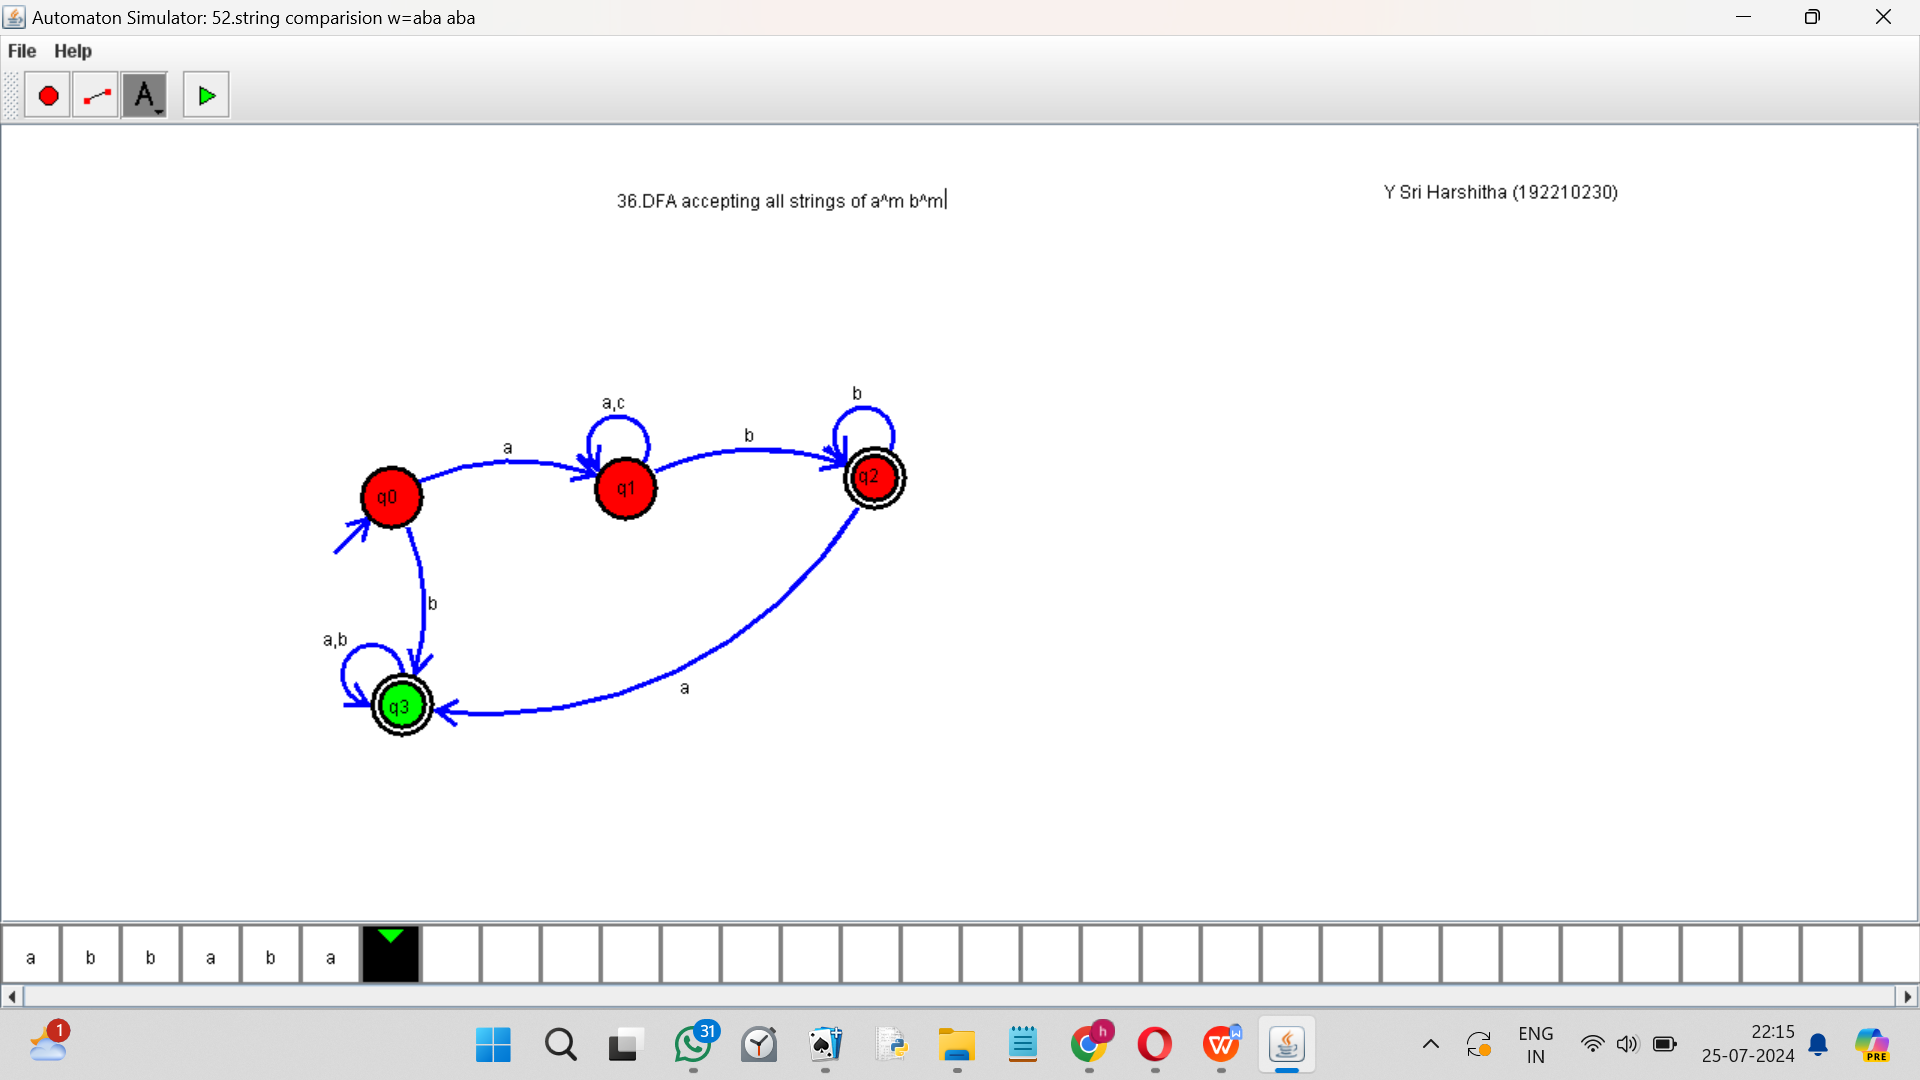 Automaton Simulator: 52.string comparision w=aba aba
File Help
A
36.DFA accepting all strings of a^m b^m
Y Sri Harshitha (192210230)
a,c
b
a
b
q0
q1
q2
b
a,b
a
q3
a b b a b a
1
31
h
W
W
ENG
IN
22:15
25-07-2024
PRE